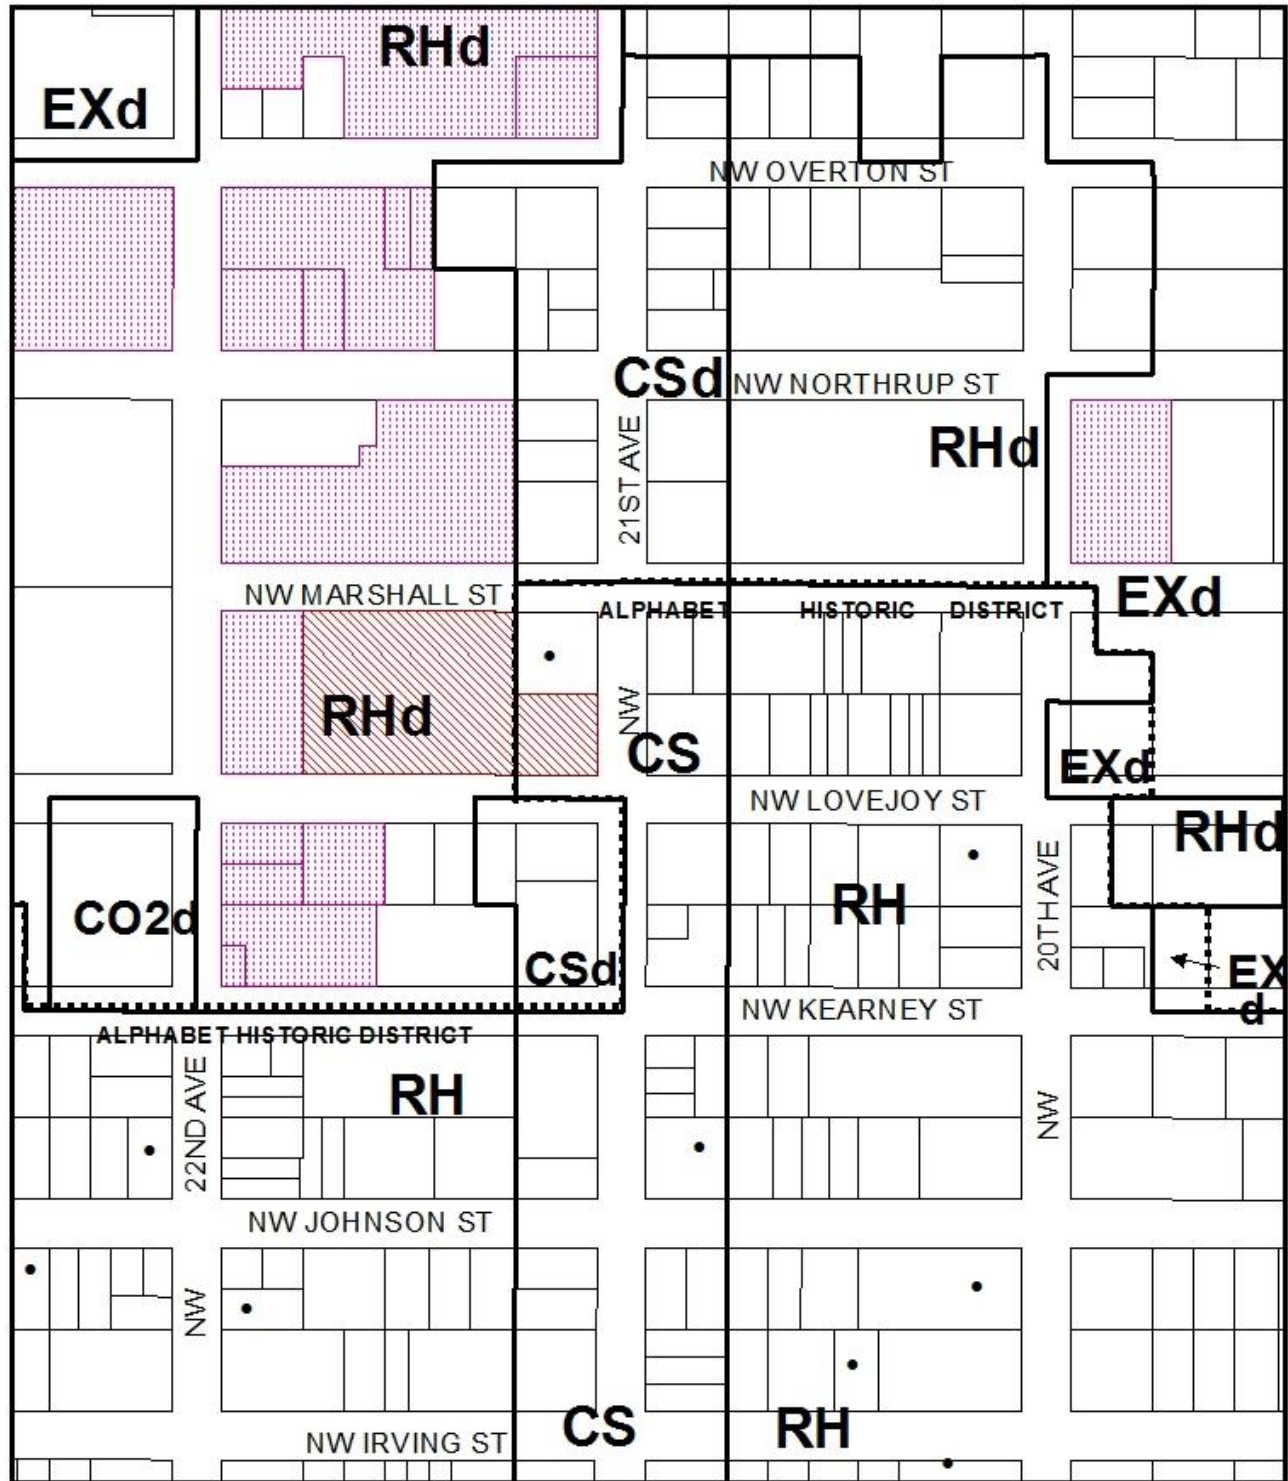 RHd
EXd
NW OVERTON ST
CSd
NW NORTHRUP ST
RHd
21ST AVE
NW MARSHALL ST
EXd
ALPHABET HISTORIC DISTRICT
RHd
NW
CS
EXd
NW LOVEJOY ST
RHd
20TH AVE
CO2d
RH
CSd
EX
d
NW KEARNEY ST
ALPHABET HISTORIC DISTRICT
RH
22ND AVE
NW
NW JOHNSON ST
NW
CS
RH
NW IRVING ST